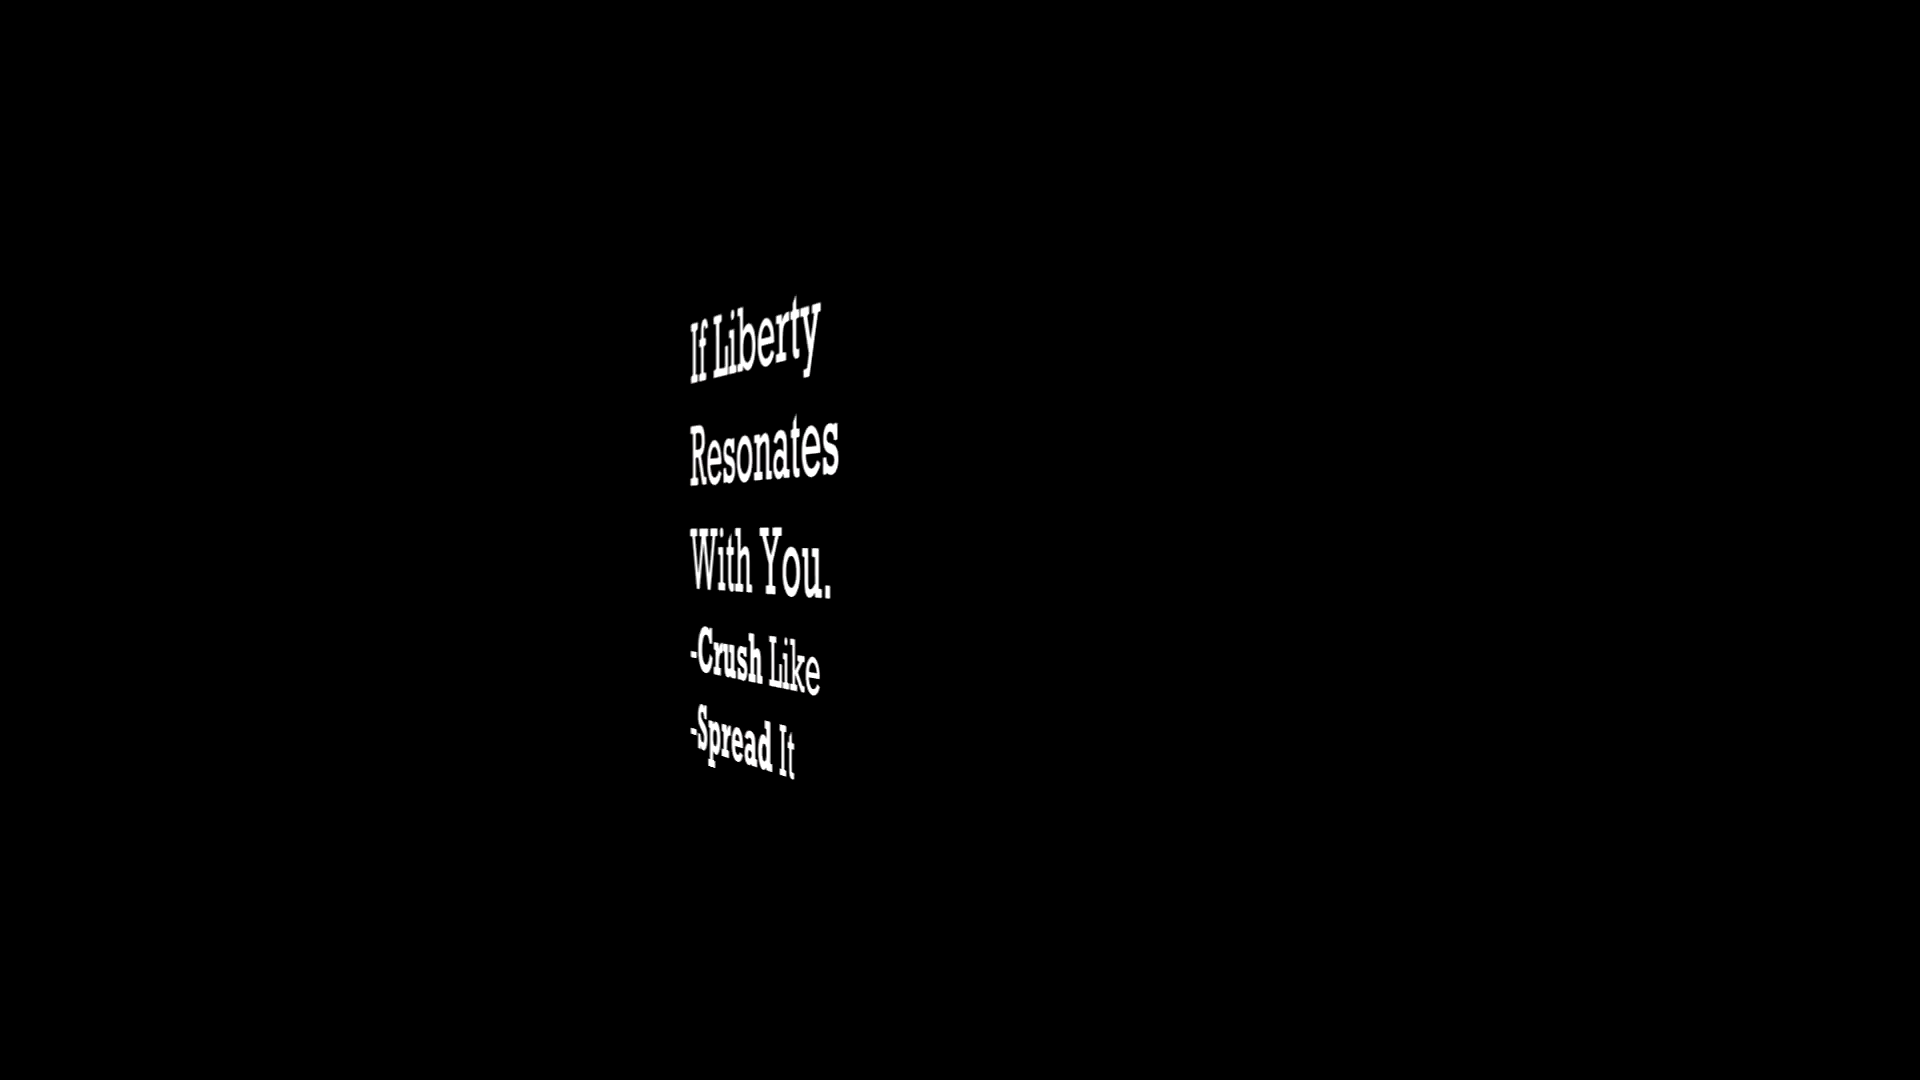 If Liberty
Resonates
With You.
-Crush Like
-Spread It